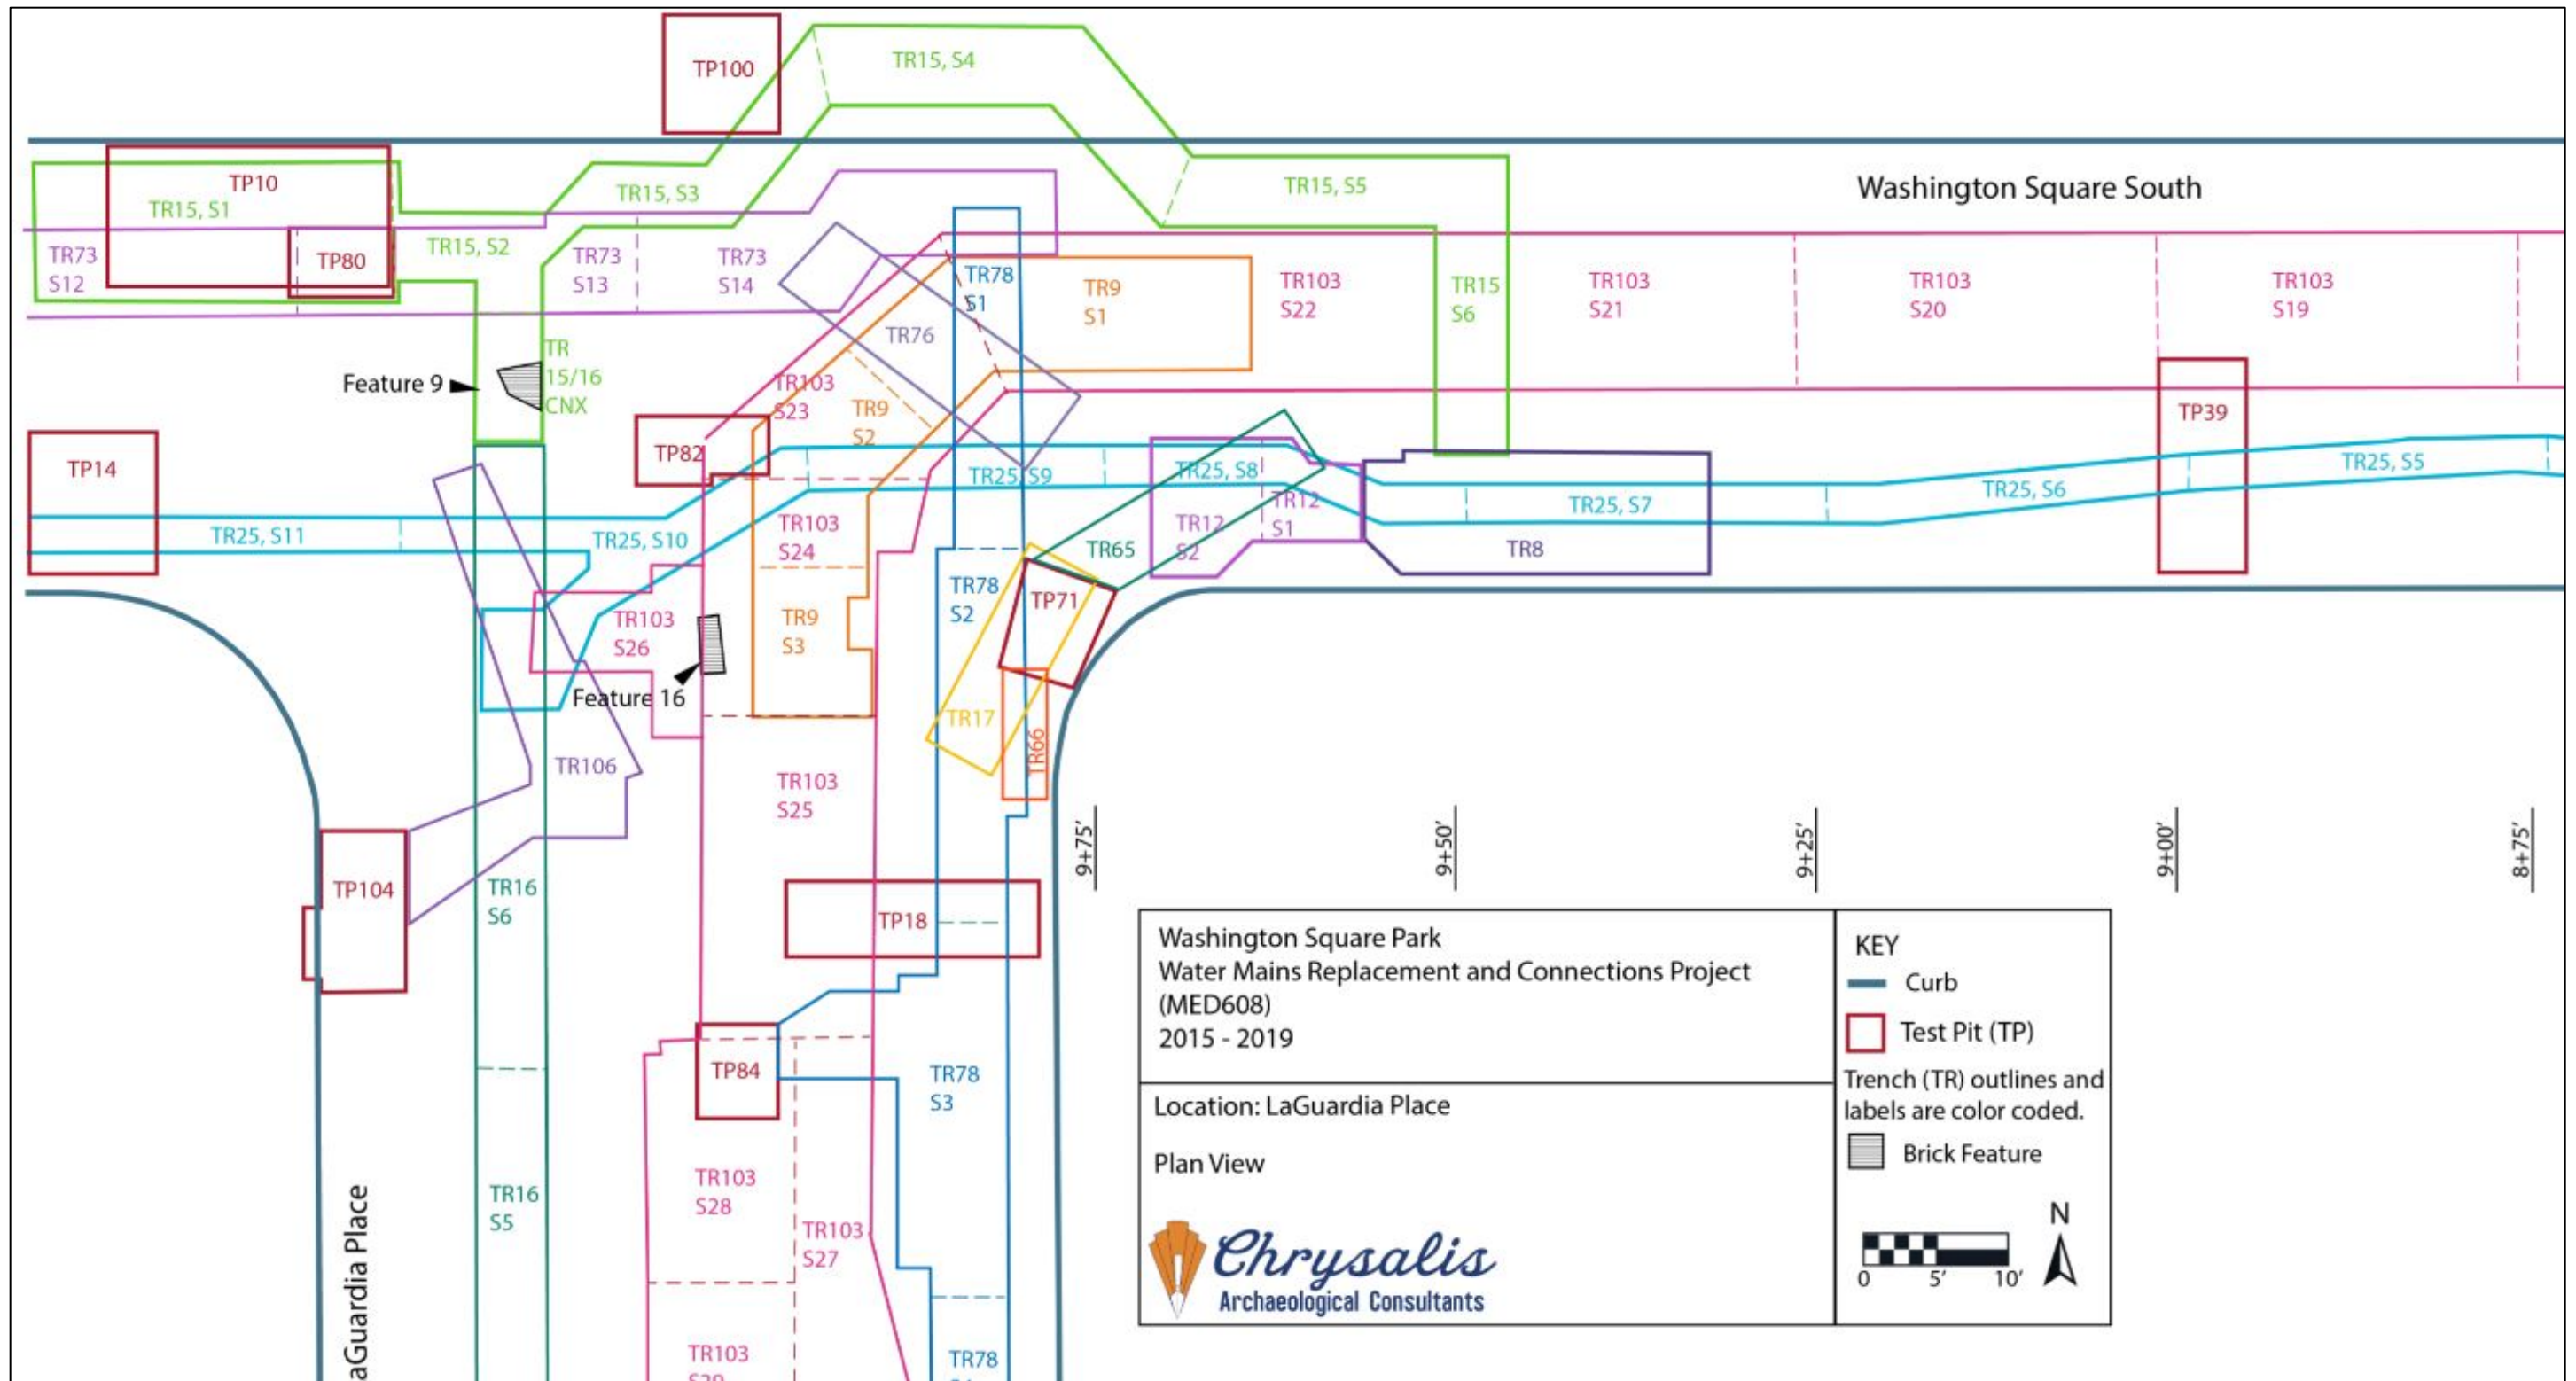 TP100
TR15, S4
TP10
TR15, S1
TR15, S3
TR15, S5
Washington Square South
TR73
S12
TP80
TR15, S2
TR73
S13
TR73
S14
TR78
S1
TR9
S1
TR103
S22
TR15
S6
TR103
S21
TR103
S20
TR103
S19
TR76
TR
15/16
CNX
Feature 9
TR103
S23
TR9
S2
TP39
TP82
TP14
TR25, S9
TR25, S8
TR25, S5
TR25, S6
TR25, S7
TR12
S1
TR12
S2
TR25, S11
TR25, S10
TR103
S24
TR65
TR8
TR78
S2
TP71
TR103
S26
TR9
S3
Feature 16
TR17
TR66
TR106
TR103
S25
9+75'
9+50'
9+25'
9+00'
8+75'
TP104
TR16
S6
TP18
TP84
TR78
S3
TR103
S28
TR16
S5
TR103
S27
aGuardia Place
TR103
TR78
Washington Square Park
Water Mains Replacement and Connections Project
(MED608)
2015 - 2019
Location: LaGuardia Place
Plan View
Chrysalis
Archaeological Consultants
KEY
Curb
Test Pit (TP)
Trench (TR) outlines and
labels are color coded.
Brick Feature
N
0 5' 10'